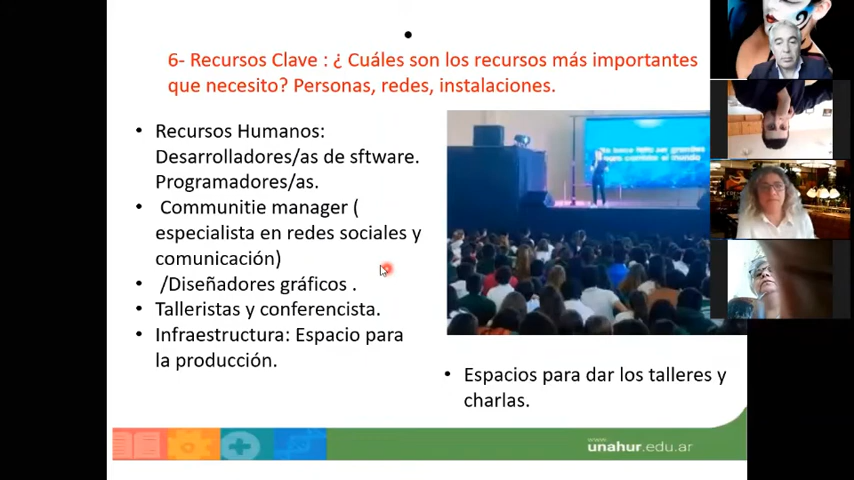 6- Recursos Clave : ¿ Cuáles son los recursos más importantes
que necesito? Personas, redes, instalaciones.
• Recursos Humanos:
Desarrolladores/as de sftware.
Programadores/as.
• Communitie manager (
especialista en redes sociales y
comunicación)
• /Diseñadores gráficos .
• Talleristas y conferencista.
• Infraestructura: Espacio para
la producción.
• Espacios para dar los talleres y
charlas.
unahur.edu.ar